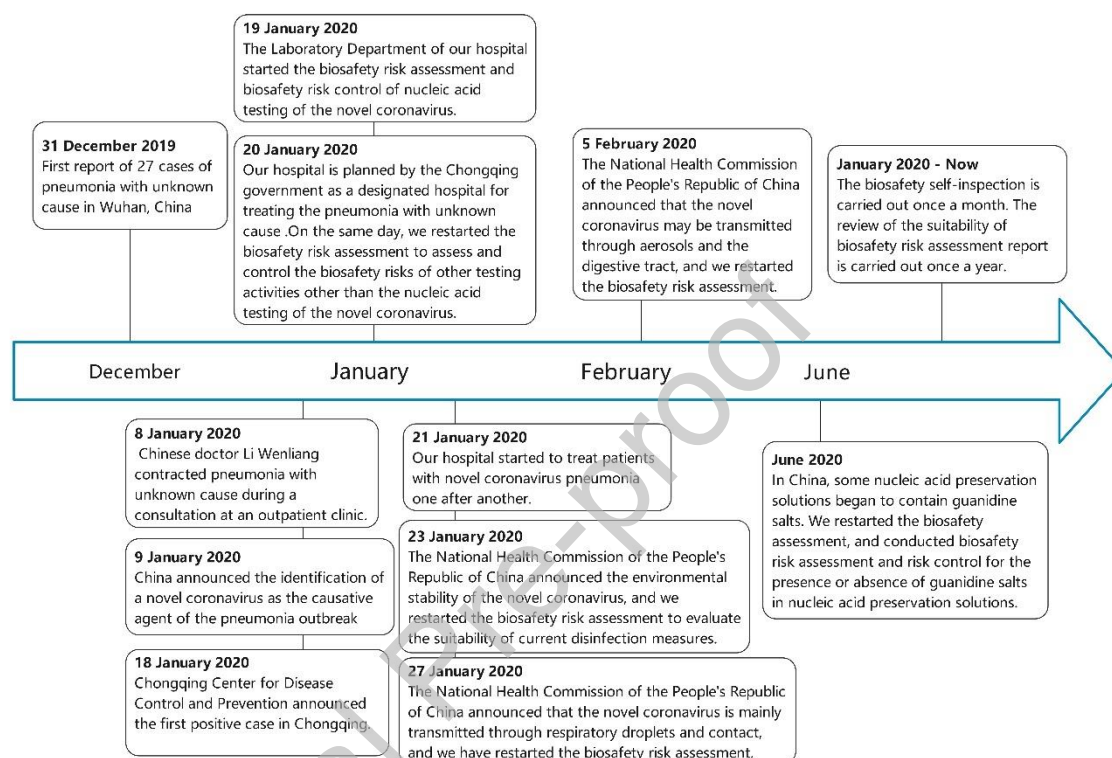 19 January 2020
The Laboratory Department of our hospital
started the biosafety risk assessment and
biosafety risk control of nucleic acid
testing of the novel coronavirus.
31 December 2019
First report of 27 cases of
pneumonia with unknown
cause in Wuhan, China
20 January 2020
Our hospital is planned by the Chongqing
government as a designated hospital for
treating the pneumonia with unknown
cause .On the same day, we restarted the
biosafety risk assessment to assess and
control the biosafety risks of other testing
activities other than the nucleic acid
testing of the novel coronavirus.
5 February 2020
The National Health Commission
of the People's Republic of China
announced that the novel
coronavirus may be transmitted
through aerosols and the
digestive tract, and we restarted
the biosafety risk assessment.
January 2020 - Now
The biosafety self-inspection is
carried out once a month. The
review of the suitability of
biosafety risk assessment report
is carried out once a year.
December
January
February
June
8 January 2020
Chinese doctor Li Wenliang
contracted pneumonia with
unknown cause during a
consultation at an outpatient clinic.
9 January 2020
China announced the identification of
a novel coronavirus as the causative
agent of the pneumonia outbreak
18 January 2020
Chongqing Center for Disease
Control and Prevention announced
the first positive case in Chongqing.
21 January 2020
Our hospital started to treat patients
with novel coronavirus pneumonia
one after another.
23 January 2020
The National Health Commission of the People's
Republic of China announced the environmental
stability of the novel coronavirus, and we
restarted the biosafety risk assessment to evaluate
the suitability of current disinfection measures.
27 January 2020
The National Health Commission of the People's Republic
of China announced that the novel coronavirus is mainly
transmitted through respiratory droplets and contact,
and we have restarted the biosafety risk assessment.
June 2020
In China, some nucleic acid preservation
solutions began to contain guanidine
salts. We restarted the biosafety
assessment, and conducted biosafety
risk assessment and risk control for the
presence or absence of guanidine salts
in nucleic acid preservation solutions.
al Pre-proof